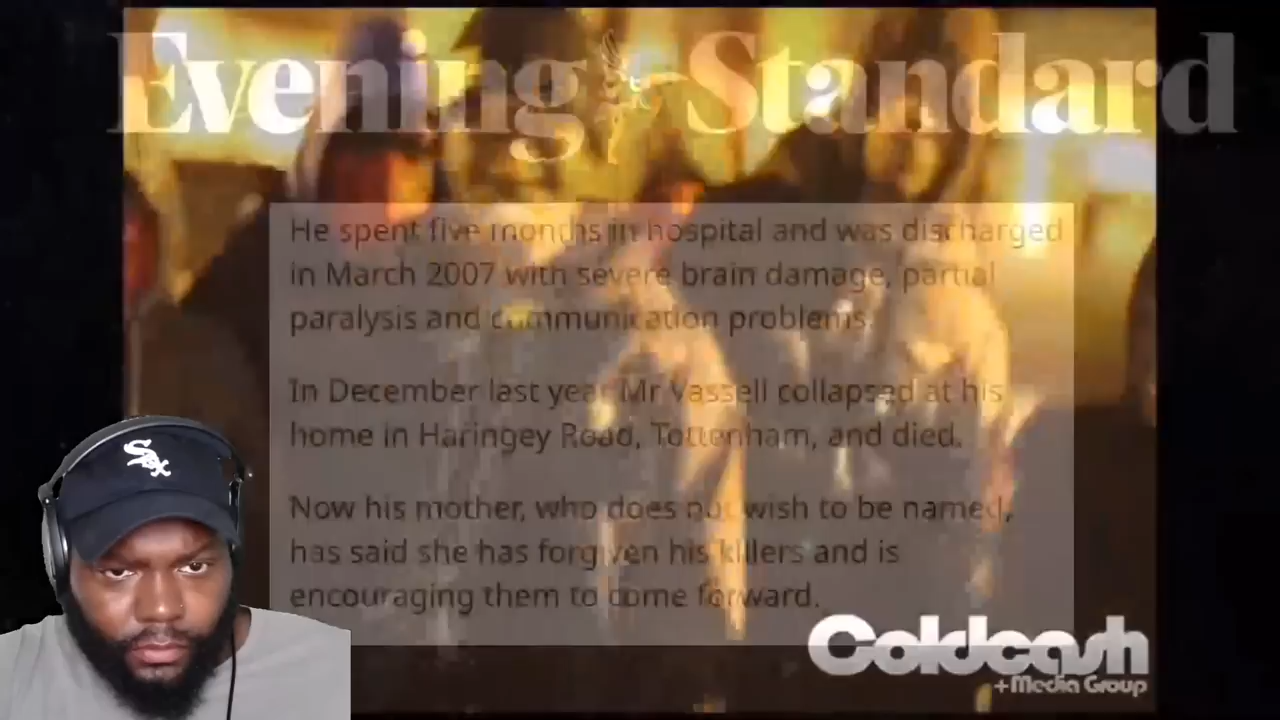 Evening Standard
He spent five months in hospital and was discharged
in March 2007 with severe brain damage, partial
paralysis and communication problems.
In December last year Mr Vassell collapsed at his
home in Haringey Road, Tottenham, and died.
Now his mother, who does not wish to be named,
has said she has forgiven his killers and is
encouraging them to come forward.
Sox
Coldcash
+Media Group